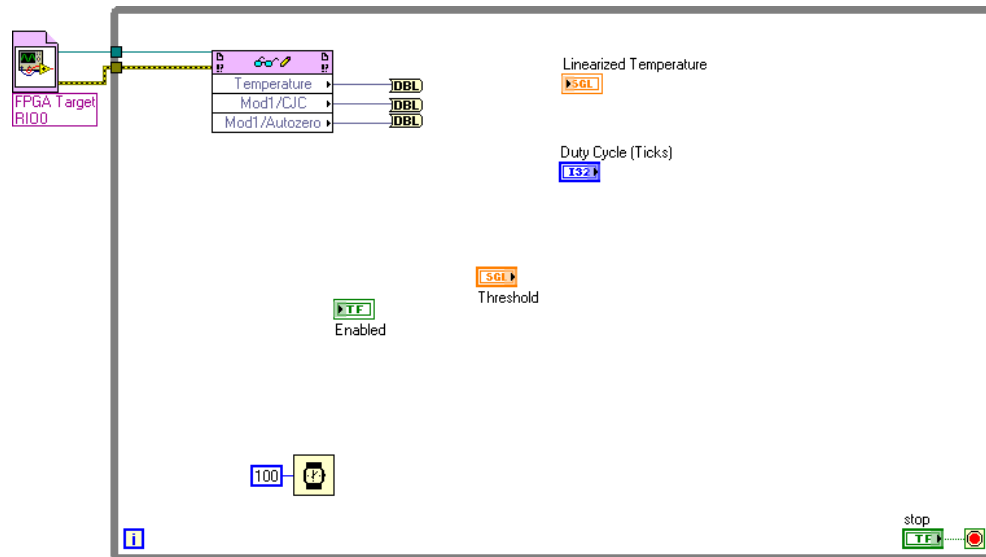 Temperature
Mod1/CJC
Mod1/Autozero
DBL
DBL
DBL
FPGA Target
RIO0
Linearized Temperature
SGL
Duty Cycle (Ticks)
I32
SGL
Threshold
TF
Enabled
100
i
stop
TF